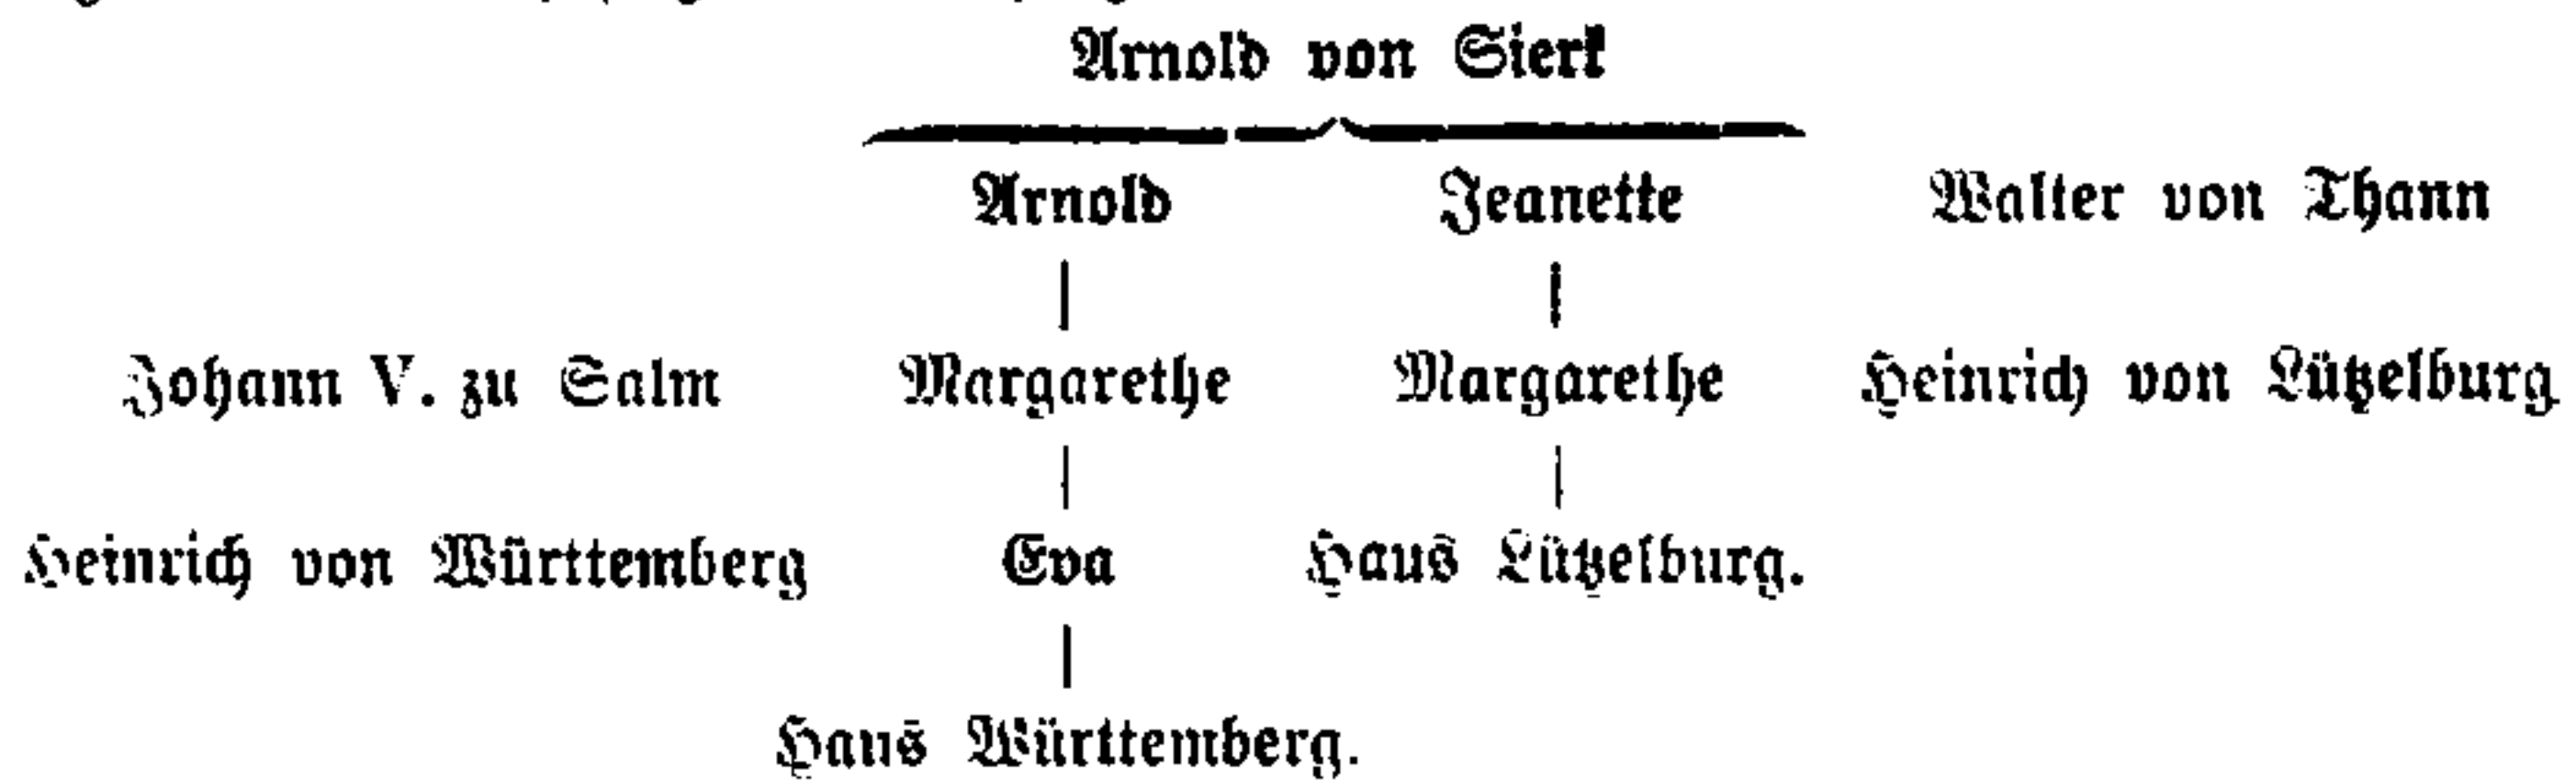 Arnold von Sierk
Arnold Jeanette Walter von Thann
Johann V. zu Salm Margarethe Margarethe Heinrich von Lützelburg
Heinrich von Württemberg Eva Haus Lützelburg.
Haus Württemberg.